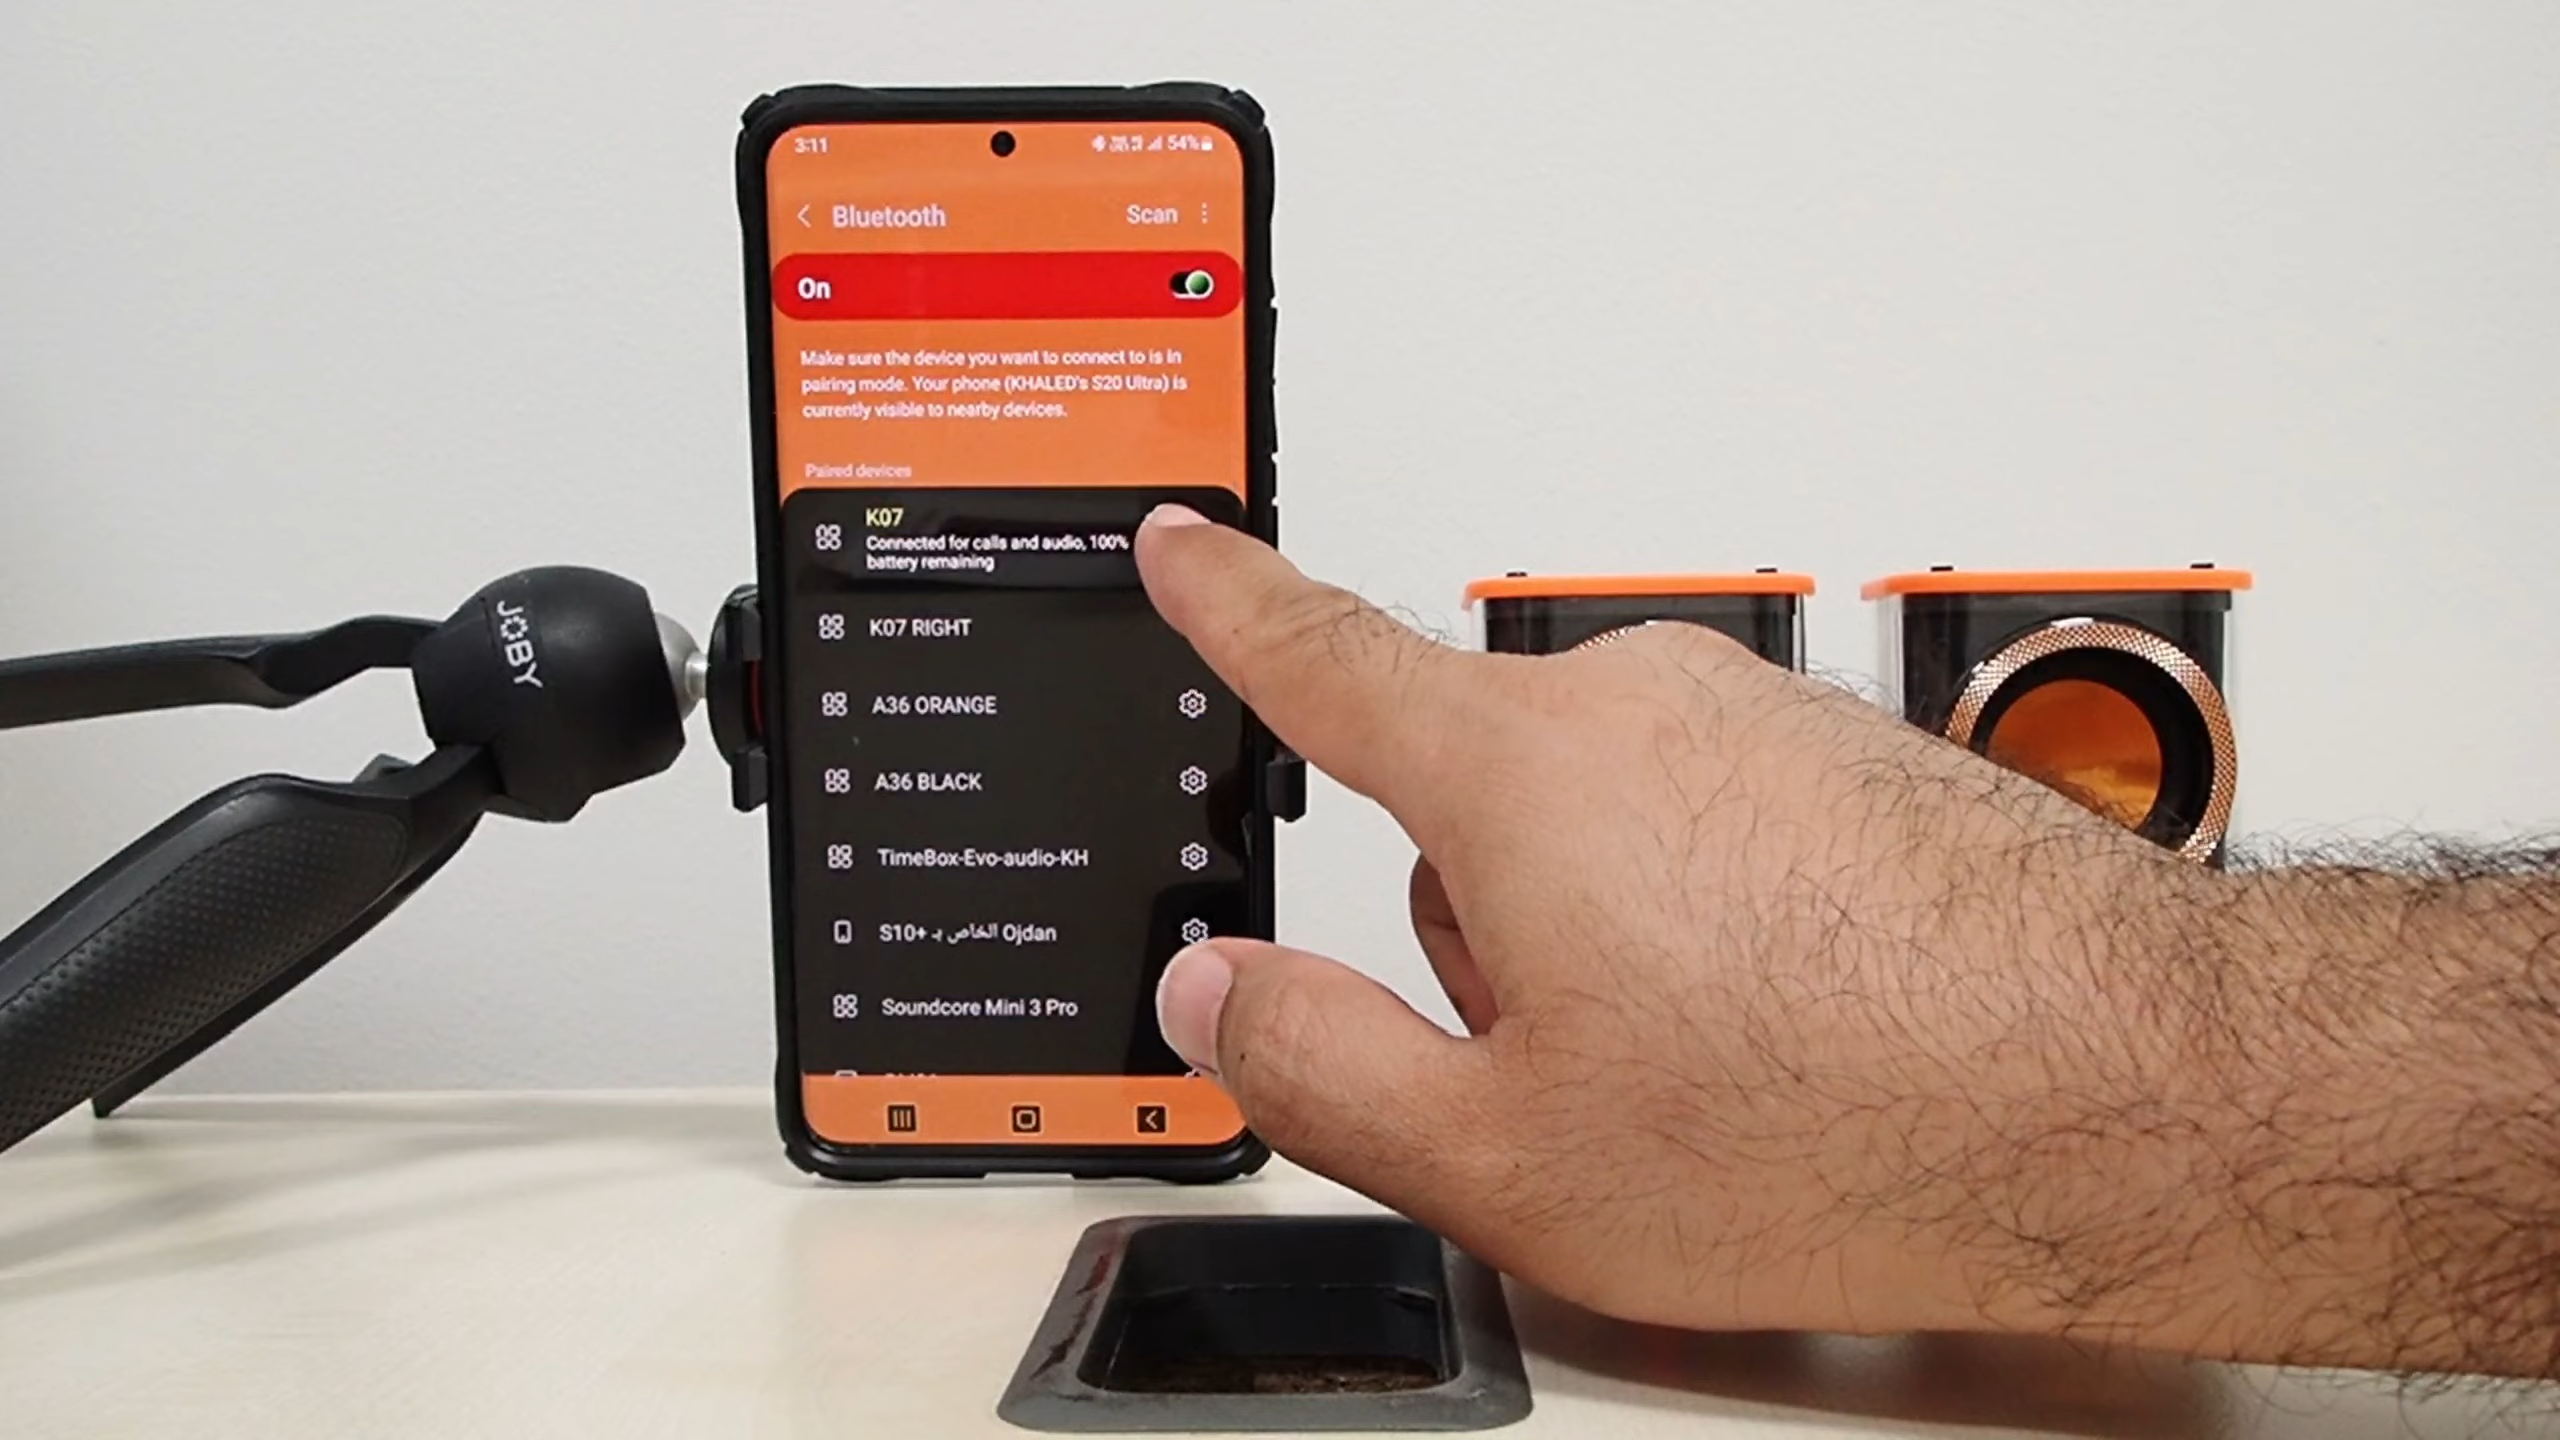 3:11
54%
Bluetooth
Scan
On
Make sure the device you want to connect to is in
pairing mode. Your phone (KHALED's S20 Ultra) is
currently visible to nearby devices.
Paired devices
K07
Connected for calls and audio, 100%
battery remaining
K07 RIGHT
A36 ORANGE
A36 BLACK
TimeBox-Evo-audio-KH
S10+ الخاص بـ Ojdan
Soundcore Mini 3 Pro
JOBY